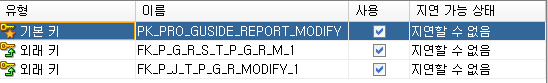 유형 이름 사용 지연 가능 상태
기본 키 PK_PRO_GUSIDE_REPORT_MODIFY 지연할 수 없음
외래 키 FK_P_G_R_S_T_P_G_R_M_1 지연할 수 없음
외래 키 FK_P_J_T_P_G_R_MODIFY_1 지연할 수 없음